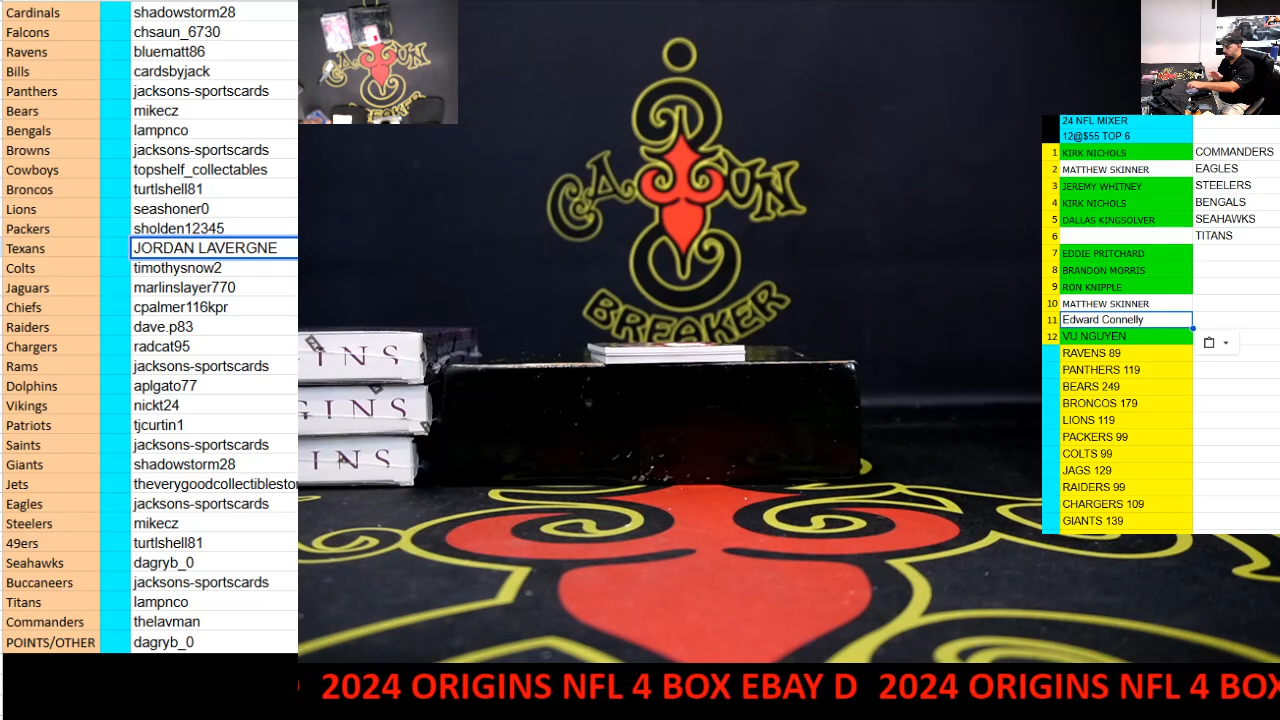 Cardinals shadowstorm28
Falcons chsaun_6730
Ravens bluematt86
Bills cardsbyjack
Panthers jacksons-sportscards
Bears mikecz
Bengals lampnco
Browns jacksons-sportscards
Cowboys topshelf_collectables
Broncos turtlshell81
Lions seashoner0
Packers sholden12345
Texans JORDAN LAVERGNE
Colts timothysnow2
Jaguars marlinslayer770
Chiefs cpalmer116kpr
Raiders dave.p83
Chargers radcat95
Rams jacksons-sportscards
Dolphins aplgato77
Vikings nickt24
Patriots tjcurtin1
Saints jacksons-sportscards
Giants shadowstorm28
Jets theverygoodcollectiblestor
Eagles jacksons-sportscards
Steelers mikecz
49ers turtlshell81
Seahawks dagryb_0
Buccaneers jacksons-sportscards
Titans lampnco
Commanders thelavman
POINTS/OTHER dagryb_0
CAJUN
BREAKER
CAJUN
BREAKER
GINS
GINS
INS
24 NFL MIXER
12@$55 TOP 6
1 KIRK NICHOLS COMMANDERS
2 MATTHEW SKINNER EAGLES
3 JEREMY WHITNEY STEELERS
4 KIRK NICHOLS BENGALS
5 DALLAS KINGSOLVER SEAHAWKS
6 TITANS
7 EDDIE PRITCHARD
8 BRANDON MORRIS
9 RON KNIPPLE
10 MATTHEW SKINNER
11 Edward Connelly
12 VU NGUYEN
RAVENS 89
PANTHERS 119
BEARS 249
BRONCOS 179
LIONS 119
PACKERS 99
COLTS 99
JAGS 129
RAIDERS 99
CHARGERS 109
GIANTS 139
2024 ORIGINS NFL 4 BOX EBAY D 2024 ORIGINS NFL 4 BOX